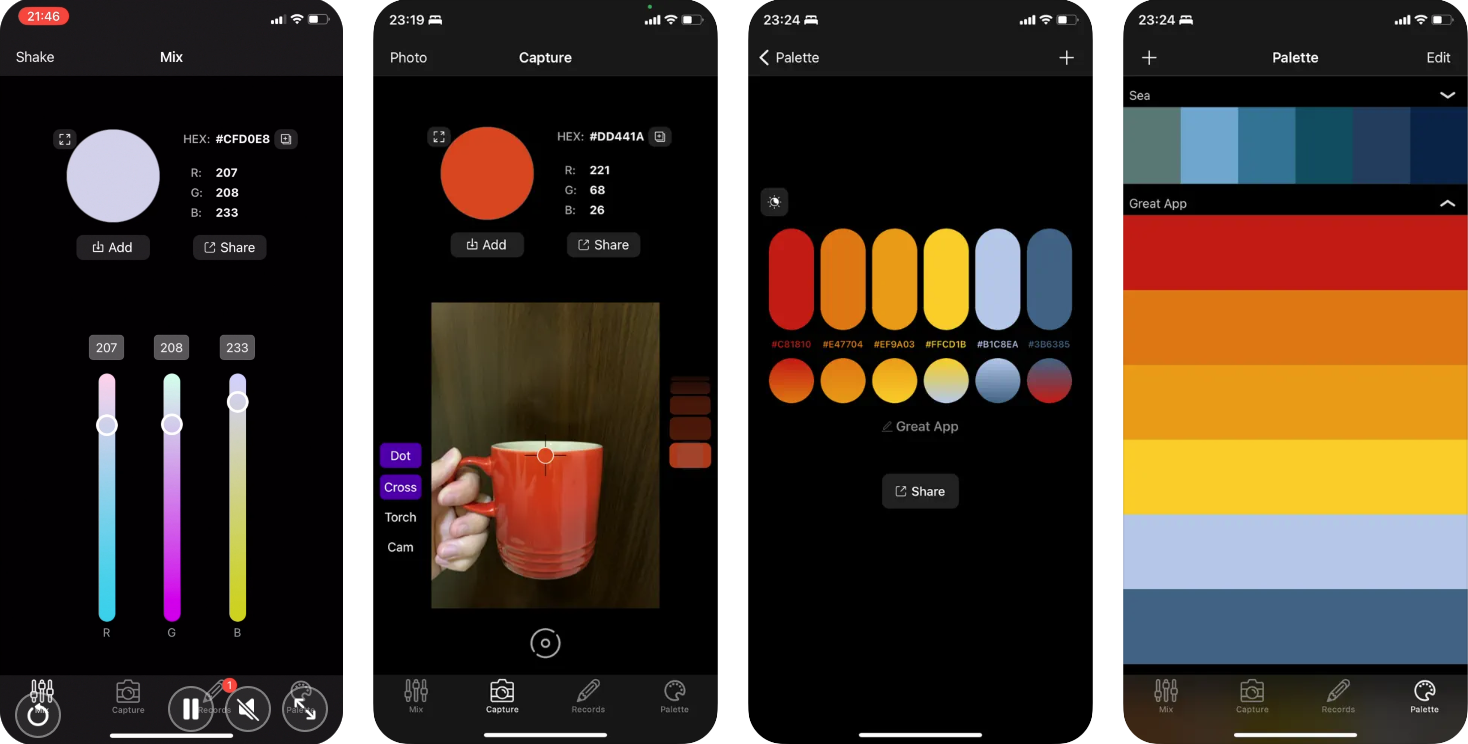 21:46
Shake
Mix
HEX: #CFD0E8
R: 207
G: 208
B: 233
Add
Share
207 208 233
R G B
Mix Capture Records Palette
1
23:19
Photo
Capture
HEX: #DD441A
R: 221
G: 68
B: 26
Add
Share
Dot
Cross
Torch
Cam
Mix Capture Records Palette
23:24
Palette
#C81810 #E47704 #EF9A03 #FFCD1B #B1C8EA #3B6385
Great App
Share
23:24
Palette
Edit
Sea
Great App
Mix Capture Records Palette